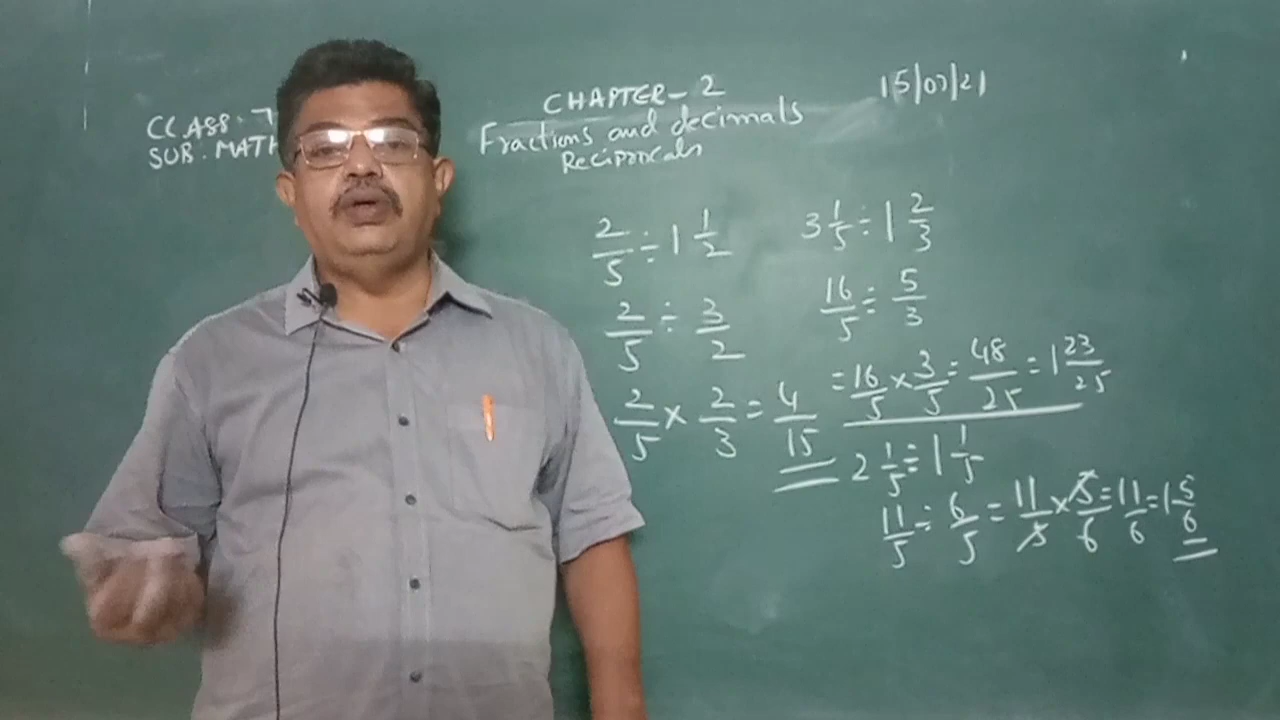 CLASS. 7
SUB. MATH
CHAPTER - 2
Fractions and decimals
Reciprocals
15/07/21
2/5 ÷ 1 1/2
2/5 ÷ 3/2
2/5 × 2/3 = 4/15
3 1/5 ÷ 1 2/3
16/5 ÷ 5/3
= 16/5 × 3/5 = 48/25 = 1 23/25
2 1/5 ÷ 1 1/5
11/5 ÷ 6/5 = 11/5 × 5/6 = 11/6 = 1 5/6